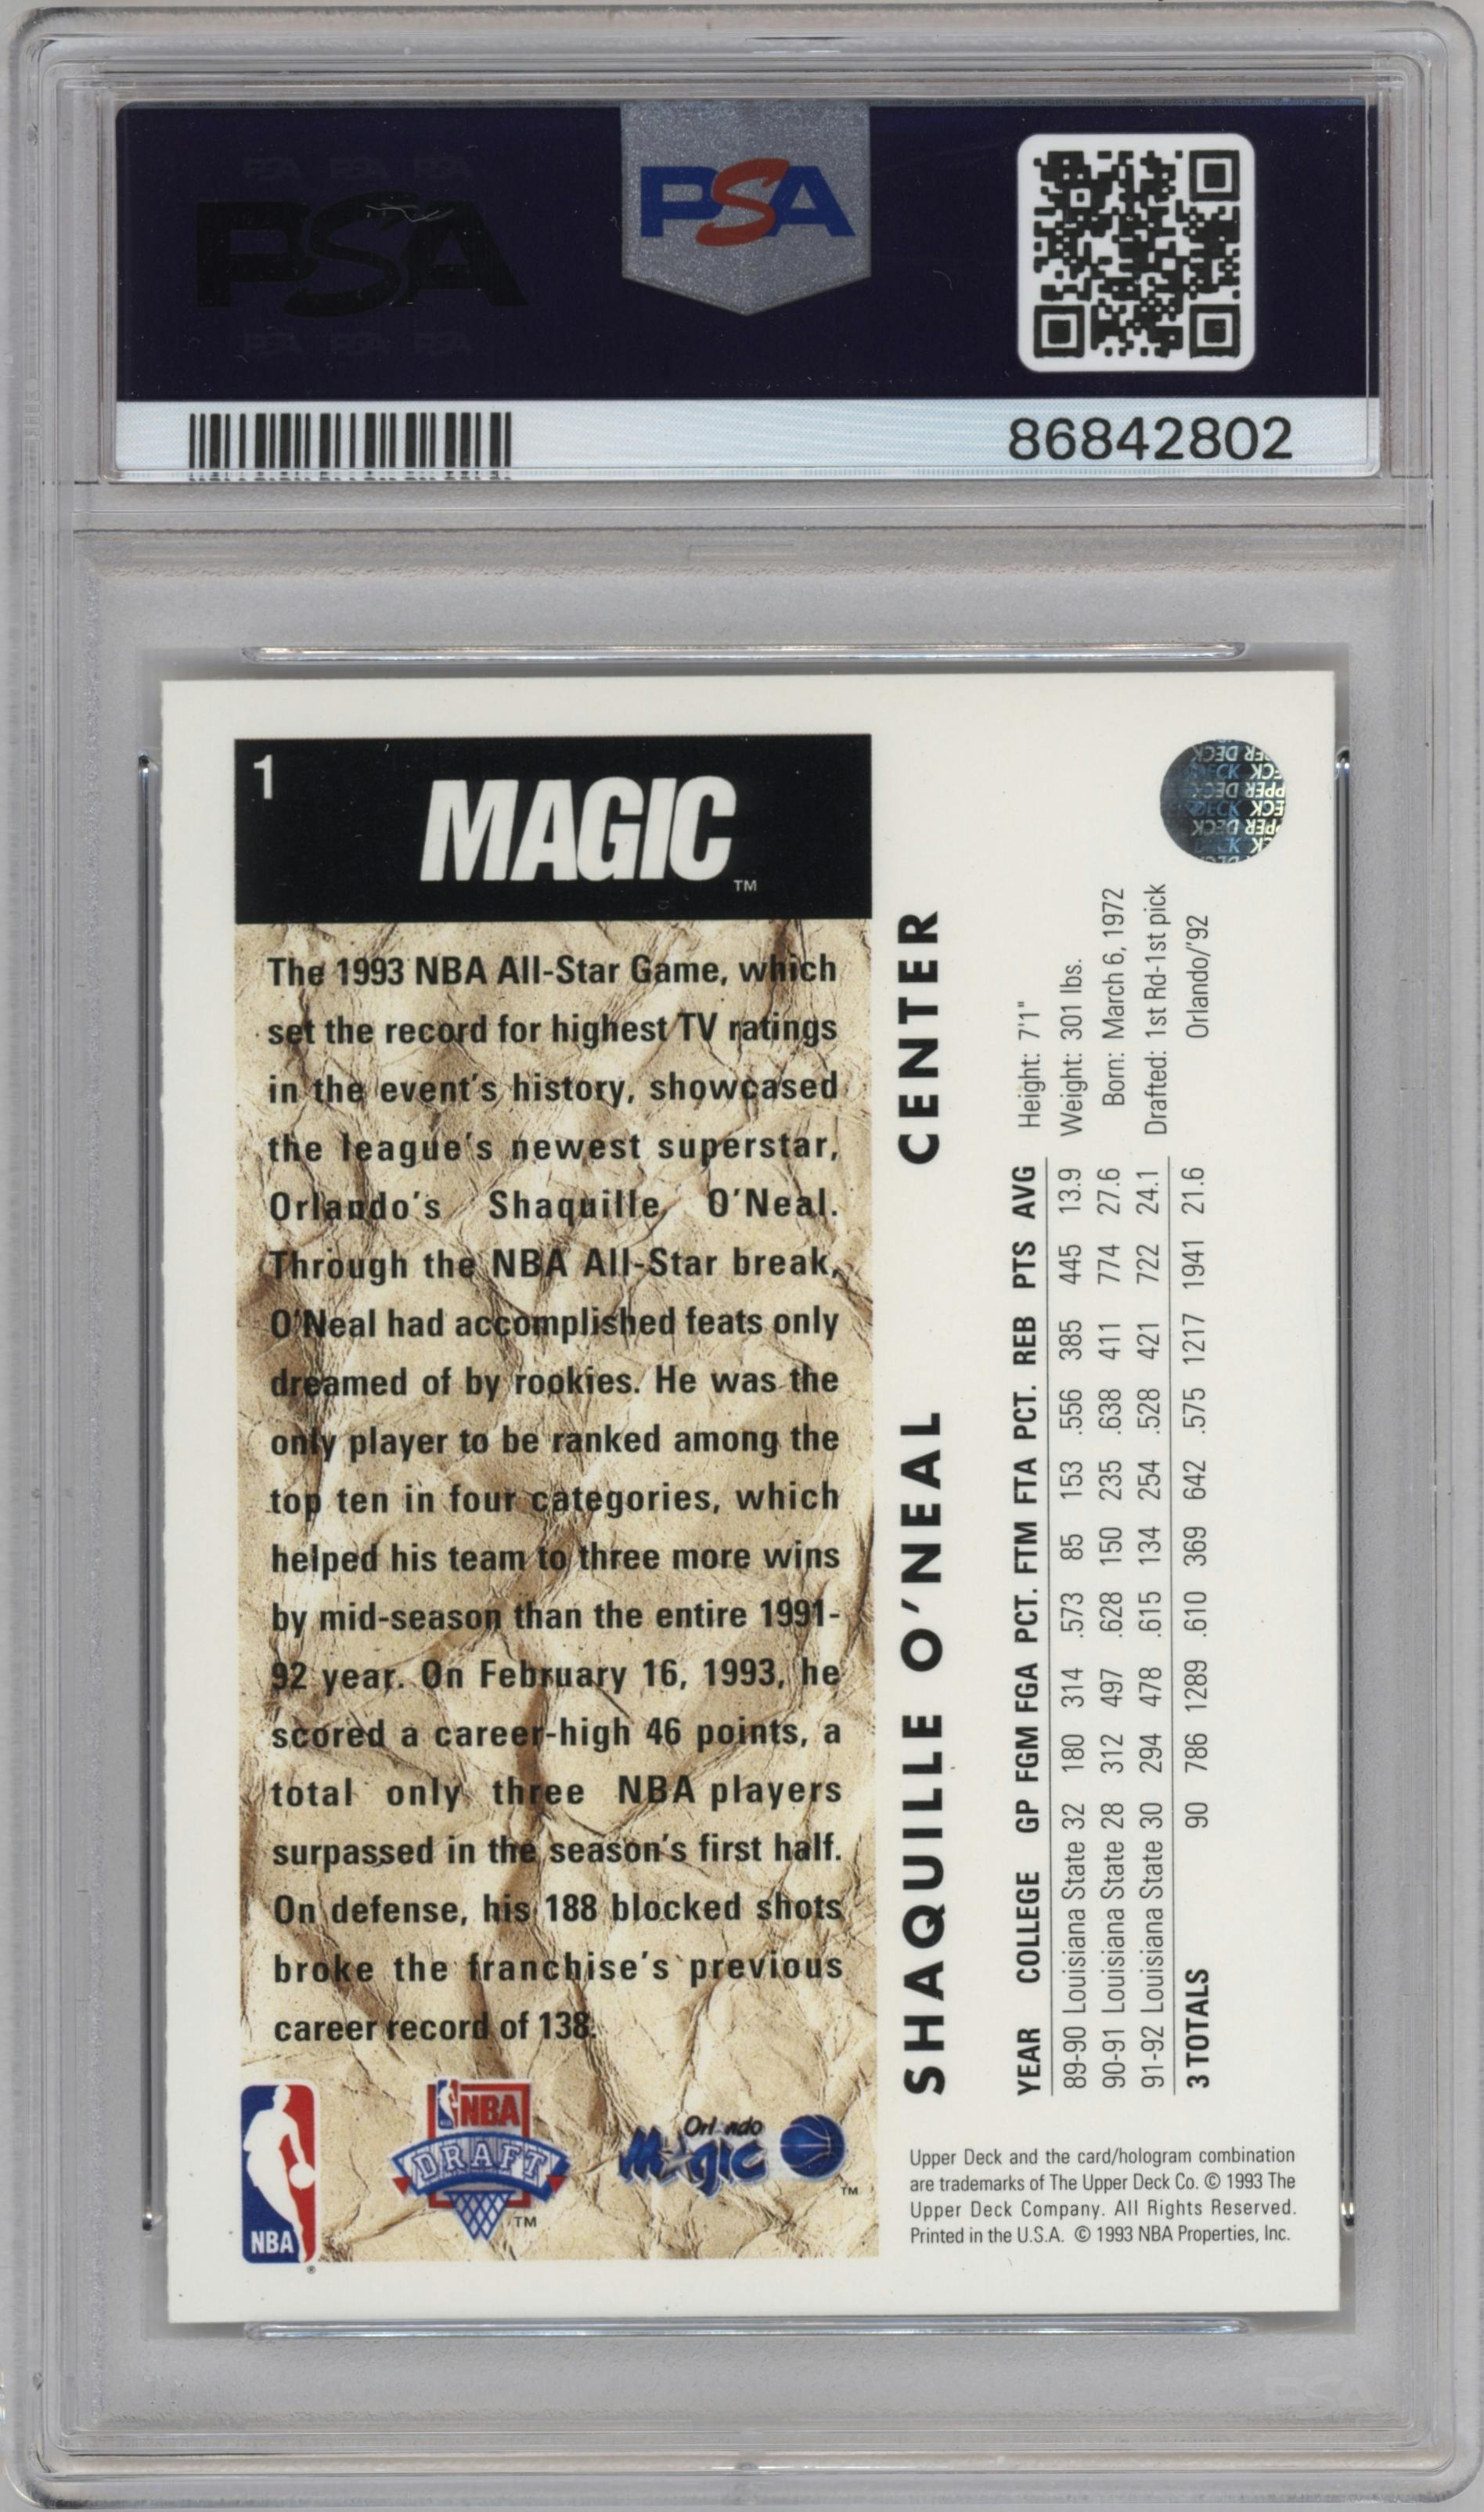 PSA
PSA
86842802
1
MAGIC
TM
The 1993 NBA All-Star Game, which
set the record for highest TV ratings
in the event's history, showcased
the league's newest superstar,
Orlando's Shaquille O'Neal.
Through the NBA All-Star break,
O'Neal had accomplished feats only
dreamed of by rookies. He was the
only player to be ranked among the
top ten in four categories, which
helped his team to three more wins
by mid-season than the entire 1991-
92 year. On February 16, 1993, he
scored a career-high 46 points, a
total only three NBA players
surpassed in the season's first half.
On defense, his 188 blocked shots
broke the franchise's previous
career record of 138.
NBA
®
NBA
DRAFT
TM
Orlando
Magic
TM
SHAQUILLE O'NEAL CENTER
Height: 7'1"
Weight: 301 lbs.
Born: March 6, 1972
Drafted: 1st Rd-1st pick
Orlando/'92
YEAR COLLEGE GP FGM FGA PCT. FTM FTA PCT. REB PTS AVG
89-90 Louisiana State 32 180 314 .573 85 153 .556 385 445 13.9
90-91 Louisiana State 28 312 497 .628 150 235 .638 411 774 27.6
91-92 Louisiana State 30 294 478 .615 134 254 .528 421 722 24.1
3 TOTALS 90 786 1289 .610 369 642 .575 1217 1941 21.6
Upper Deck and the card/hologram combination
are trademarks of The Upper Deck Co. © 1993 The
Upper Deck Company. All Rights Reserved.
Printed in the U.S.A. © 1993 NBA Properties, Inc.